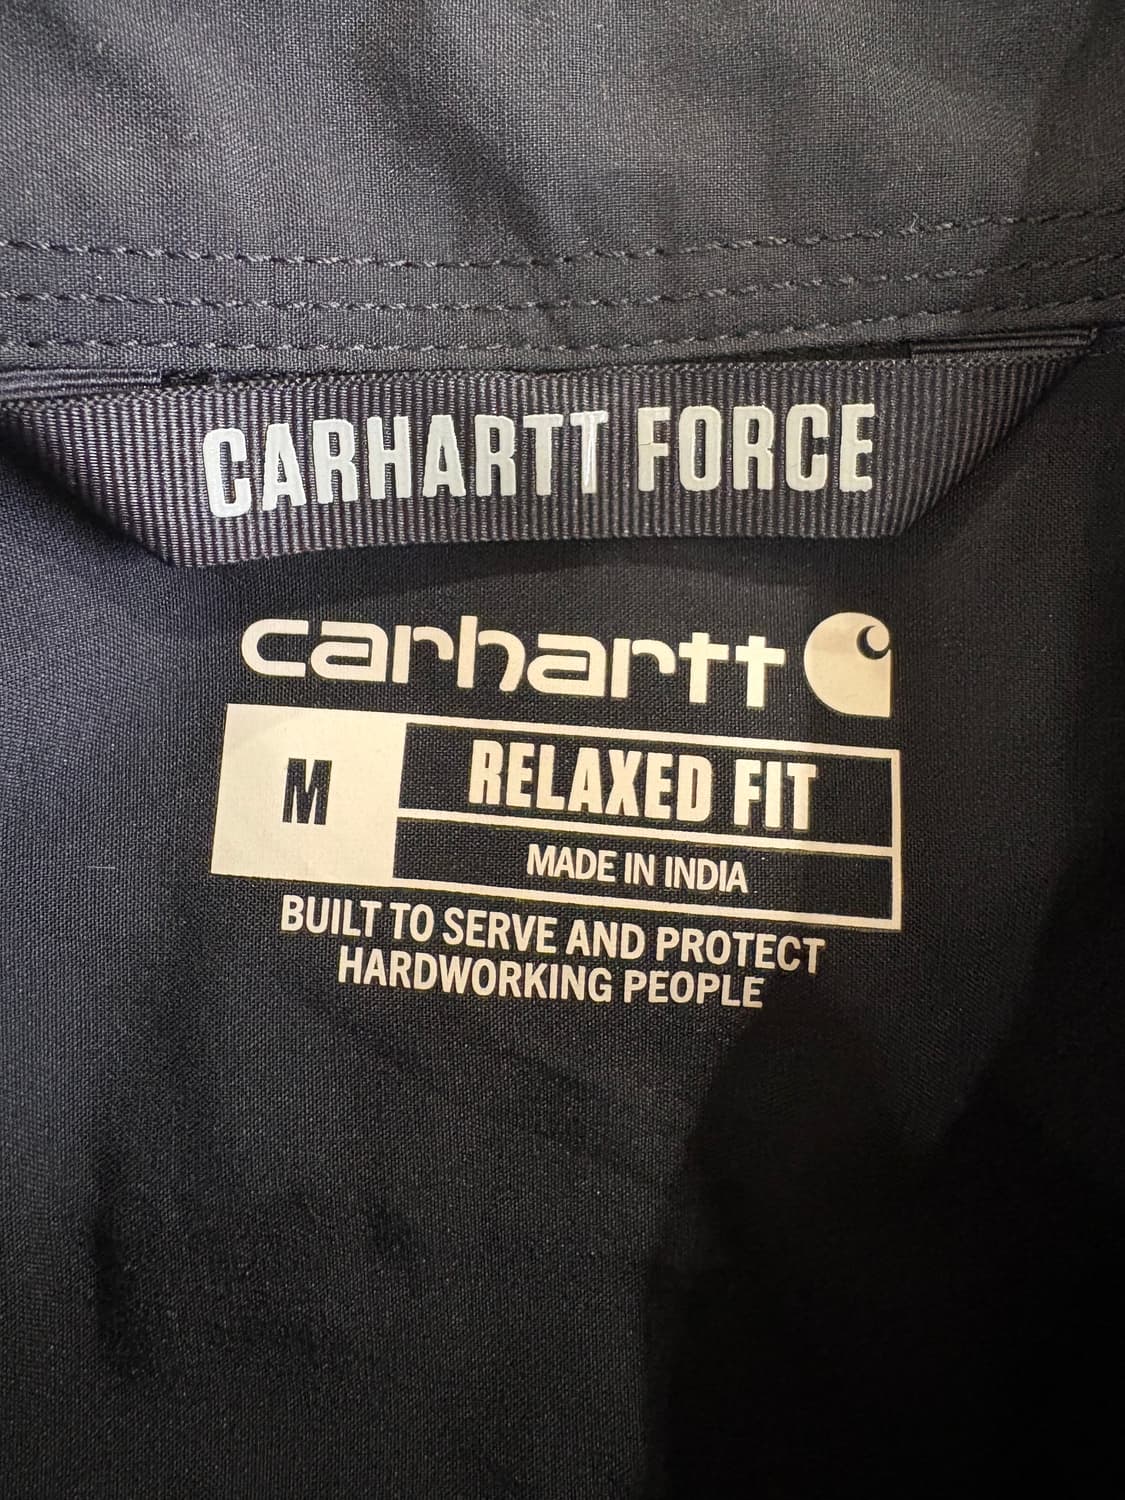 CARHARTT FORCE
carhartt
M
RELAXED FIT
MADE IN INDIA
BUILT TO SERVE AND PROTECT
HARDWORKING PEOPLE